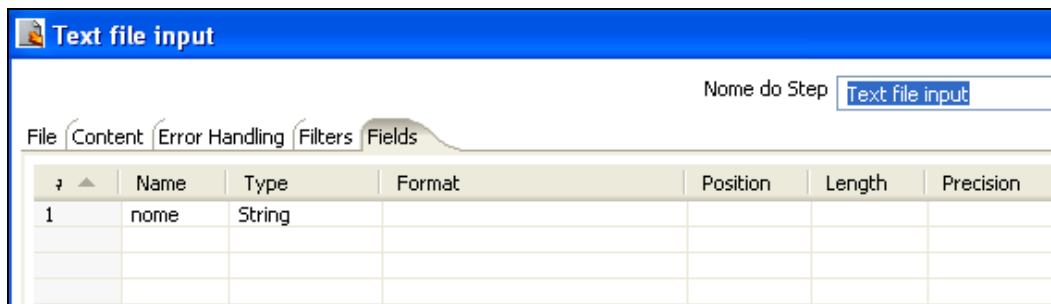 Text file input
Nome do Step Text file input
File Content Error Handling Filters Fields
Name Type Format Position Length Precision
1 nome String